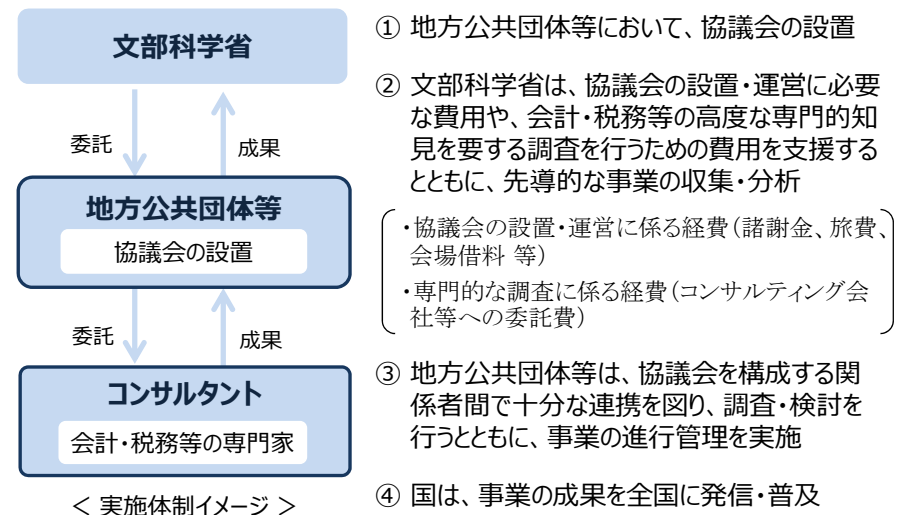 文部科学省
委託
成果
地方公共団体等
協議会の設置
委託
成果
コンサルタント
会計・税務等の専門家
＜ 実施体制イメージ ＞
① 地方公共団体等において、協議会の設置
② 文部科学省は、協議会の設置・運営に必要
な費用や、会計・税務等の高度な専門的知
見を要する調査を行うための費用を支援する
とともに、先導的な事業の収集・分析
・協議会の設置・運営に係る経費（諸謝金、旅費、
会場借料 等）
・専門的な調査に係る経費（コンサルティング会
社等への委託費）
③ 地方公共団体等は、協議会を構成する関
係者間で十分な連携を図り、調査・検討を
行うとともに、事業の進行管理を実施
④ 国は、事業の成果を全国に発信・普及